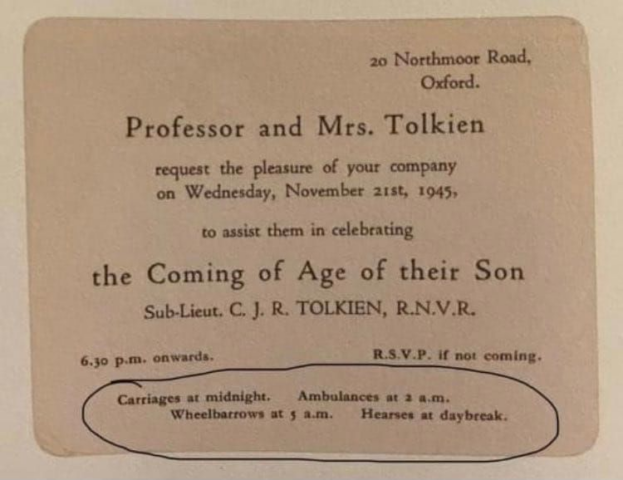 20 Northmoor Road,
Oxford.
Professor and Mrs. Tolkien
request the pleasure of your company
on Wednesday, November 21st, 1945,
to assist them in celebrating
the Coming of Age of their Son
Sub-Lieut. C. J. R. TOLKIEN, R.N.V.R.
6.30 p.m. onwards. R.S.V.P. if not coming.
Carriages at midnight. Ambulances at 2 a.m.
Wheelbarrows at 5 a.m. Hearses at daybreak.